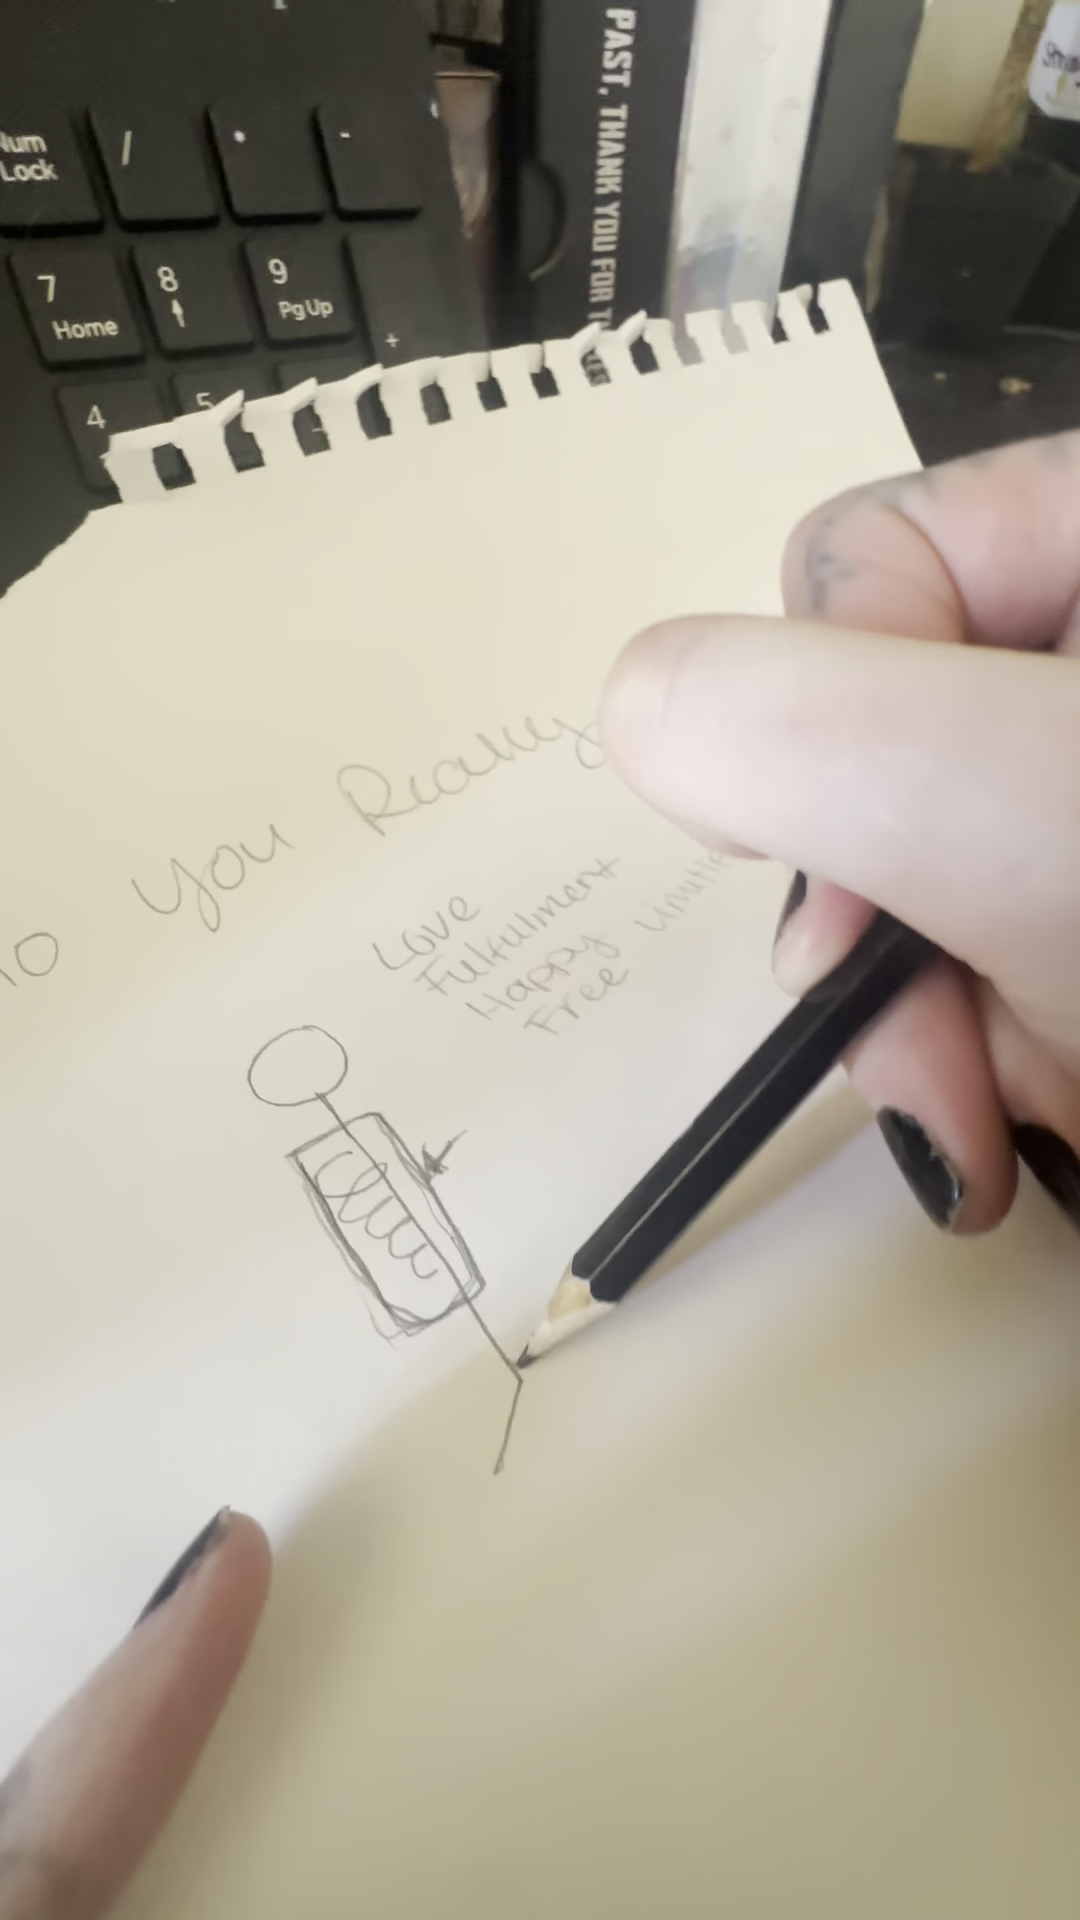 Num Lock
/
*
-
7 Home
8
9 PgUp
+
4
5
PAST, THANK YOU FOR
You Really
Love
Fulfulment
Happy
Free